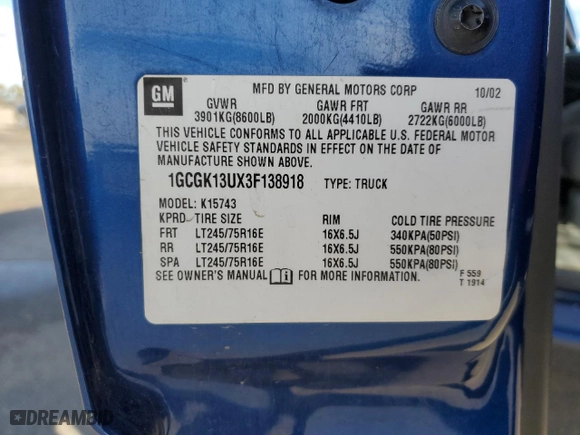 GM
MFD BY GENERAL MOTORS CORP 10/02
GVWR GAWR FRT GAWR RR
3901KG(8600LB) 2000KG(4410LB) 2722KG(6000LB)
THIS VEHICLE CONFORMS TO ALL APPLICABLE U.S. FEDERAL MOTOR
VEHICLE SAFETY STANDARDS IN EFFECT ON THE DATE OF
MANUFACTURE SHOWN ABOVE.
1GCGK13UX3F138918 TYPE: TRUCK
MODEL: K15743
KPRD TIRE SIZE RIM COLD TIRE PRESSURE
FRT LT245/75R16E 16X6.5J 340KPA(50PSI)
RR LT245/75R16E 16X6.5J 550KPA(80PSI)
SPA LT245/75R16E 16X6.5J 550KPA(80PSI)
SEE OWNER'S MANUAL FOR MORE INFORMATION.
F 559
T 1914
DREAMBID